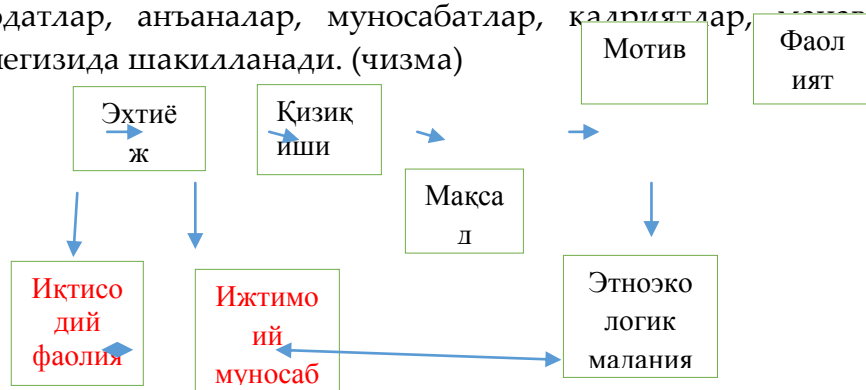 одатлар, анъаналар, муносабатлар, қадриятлар,
негизида шакилланади. (чизма)
Мотив
Фаол
ият
Эхтиё
ж
Қизиқ
иши
Мақса
д
Иқтисо
дий
фаолия
Ижтимо
ий
муносаб
Этноэко
логик
мадания